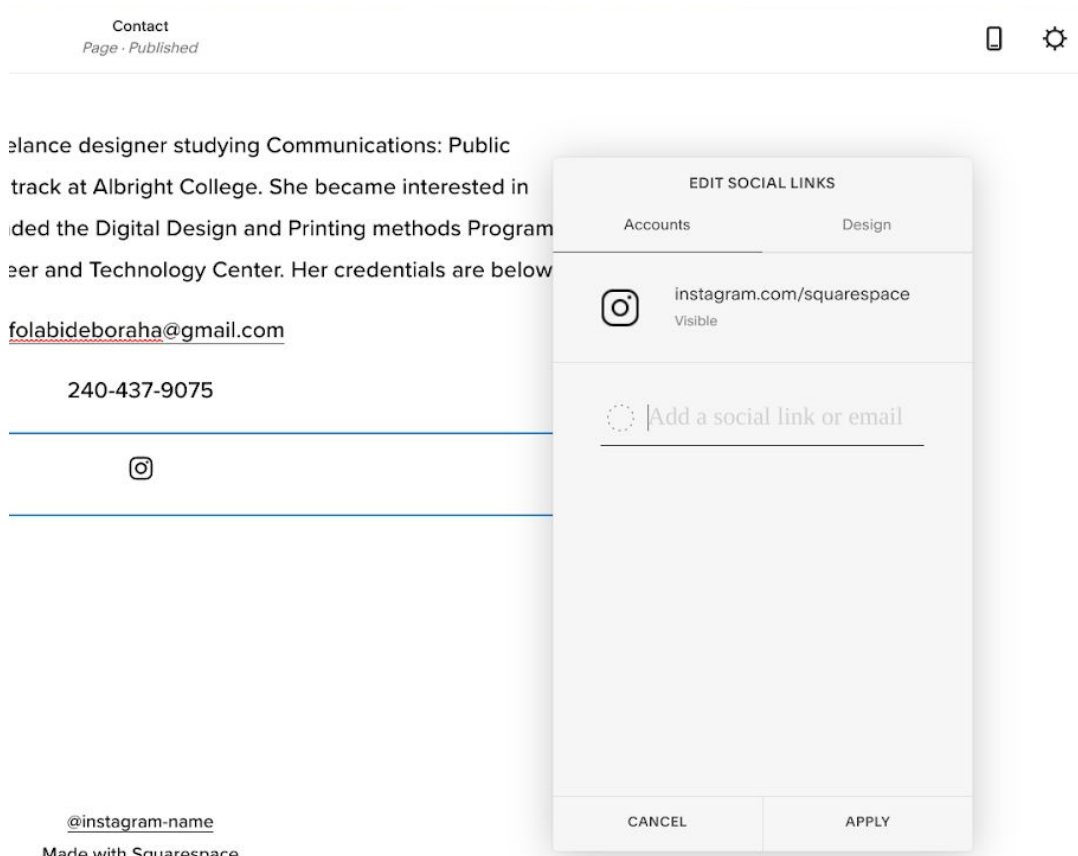 Contact
Page · Published
elance designer studying Communications: Public
track at Albright College. She became interested in
ded the Digital Design and Printing methods Program
eer and Technology Center. Her credentials are below
folabideboraha@gmail.com
240-437-9075
EDIT SOCIAL LINKS
Accounts Design
instagram.com/squarespace
Visible
Add a social link or email
CANCEL APPLY
@instagram-name
Made with Squarespace